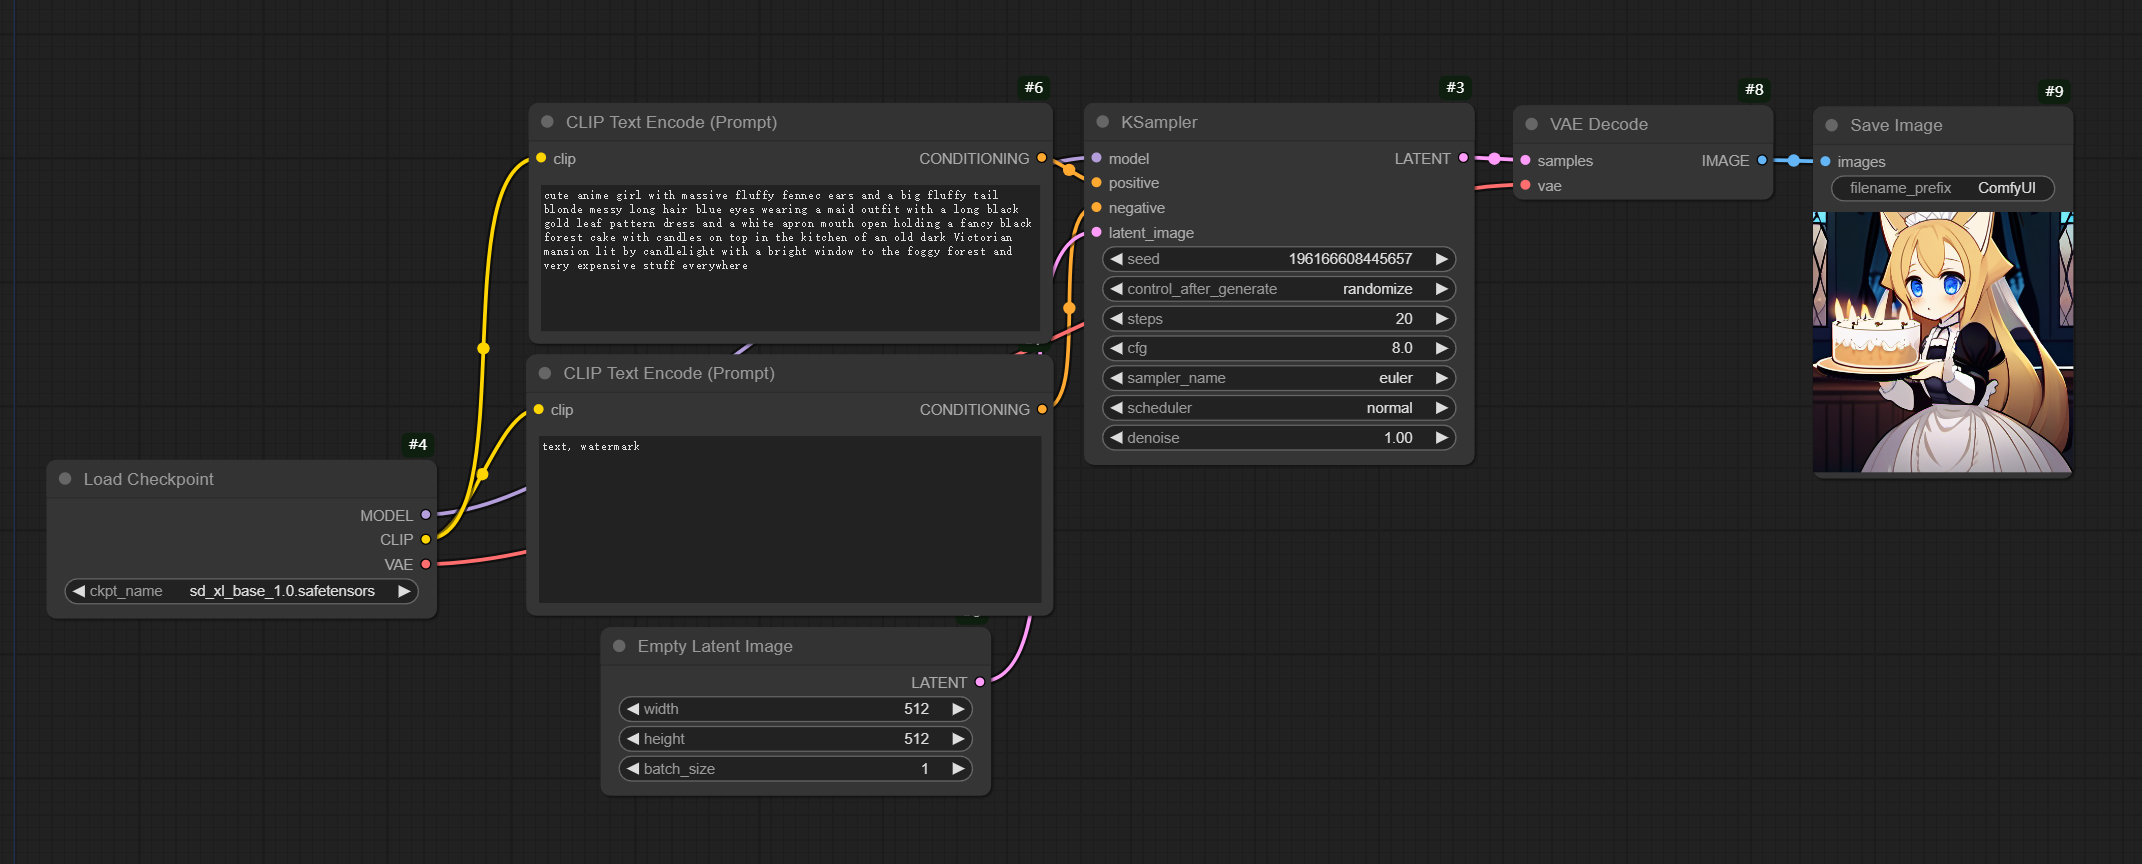 #6
CLIP Text Encode (Prompt)
clip
CONDITIONING
cute anime girl with massive fluffy fennec ears and a big fluffy tail
blonde messy long hair blue eyes wearing a maid outfit with a long black
gold leaf pattern dress and a white apron mouth open holding a fancy black
forest cake with candles on top in the kitchen of an old dark Victorian
mansion lit by candlelight with a bright window to the foggy forest and
very expensive stuff everywhere
CLIP Text Encode (Prompt)
clip
CONDITIONING
text, watermark
#4
Load Checkpoint
MODEL
CLIP
VAE
ckpt_name sd_xl_base_1.0.safetensors
Empty Latent Image
LATENT
width 512
height 512
batch_size 1
#3
KSampler
model
LATENT
positive
negative
latent_image
seed 196166608445657
control_after_generate randomize
steps 20
cfg 8.0
sampler_name euler
scheduler normal
denoise 1.00
#8
VAE Decode
samples
IMAGE
vae
#9
Save Image
images
filename_prefix ComfyUI